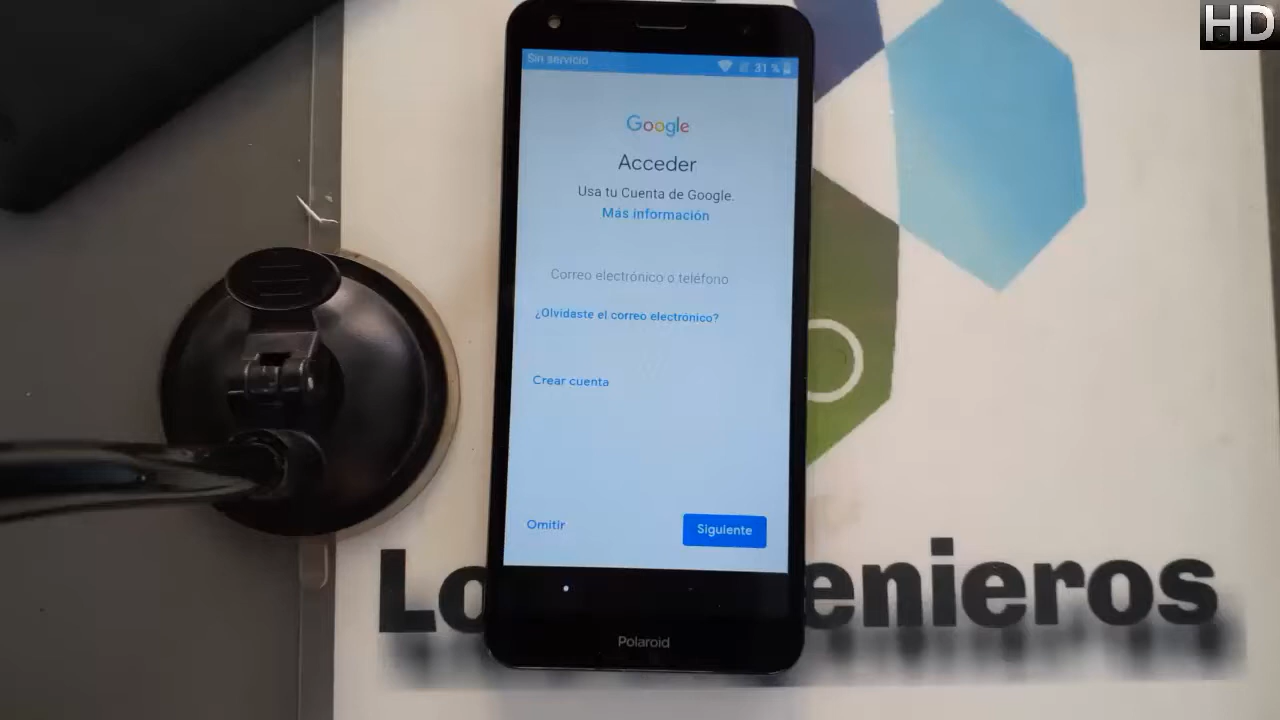 HD
Sin servicio
31 %
Google
Acceder
Usa tu Cuenta de Google.
Más información
Correo electrónico o teléfono
¿Olvidaste el correo electrónico?
Crear cuenta
Omitir
Siguiente
Polaroid
Lo enieros